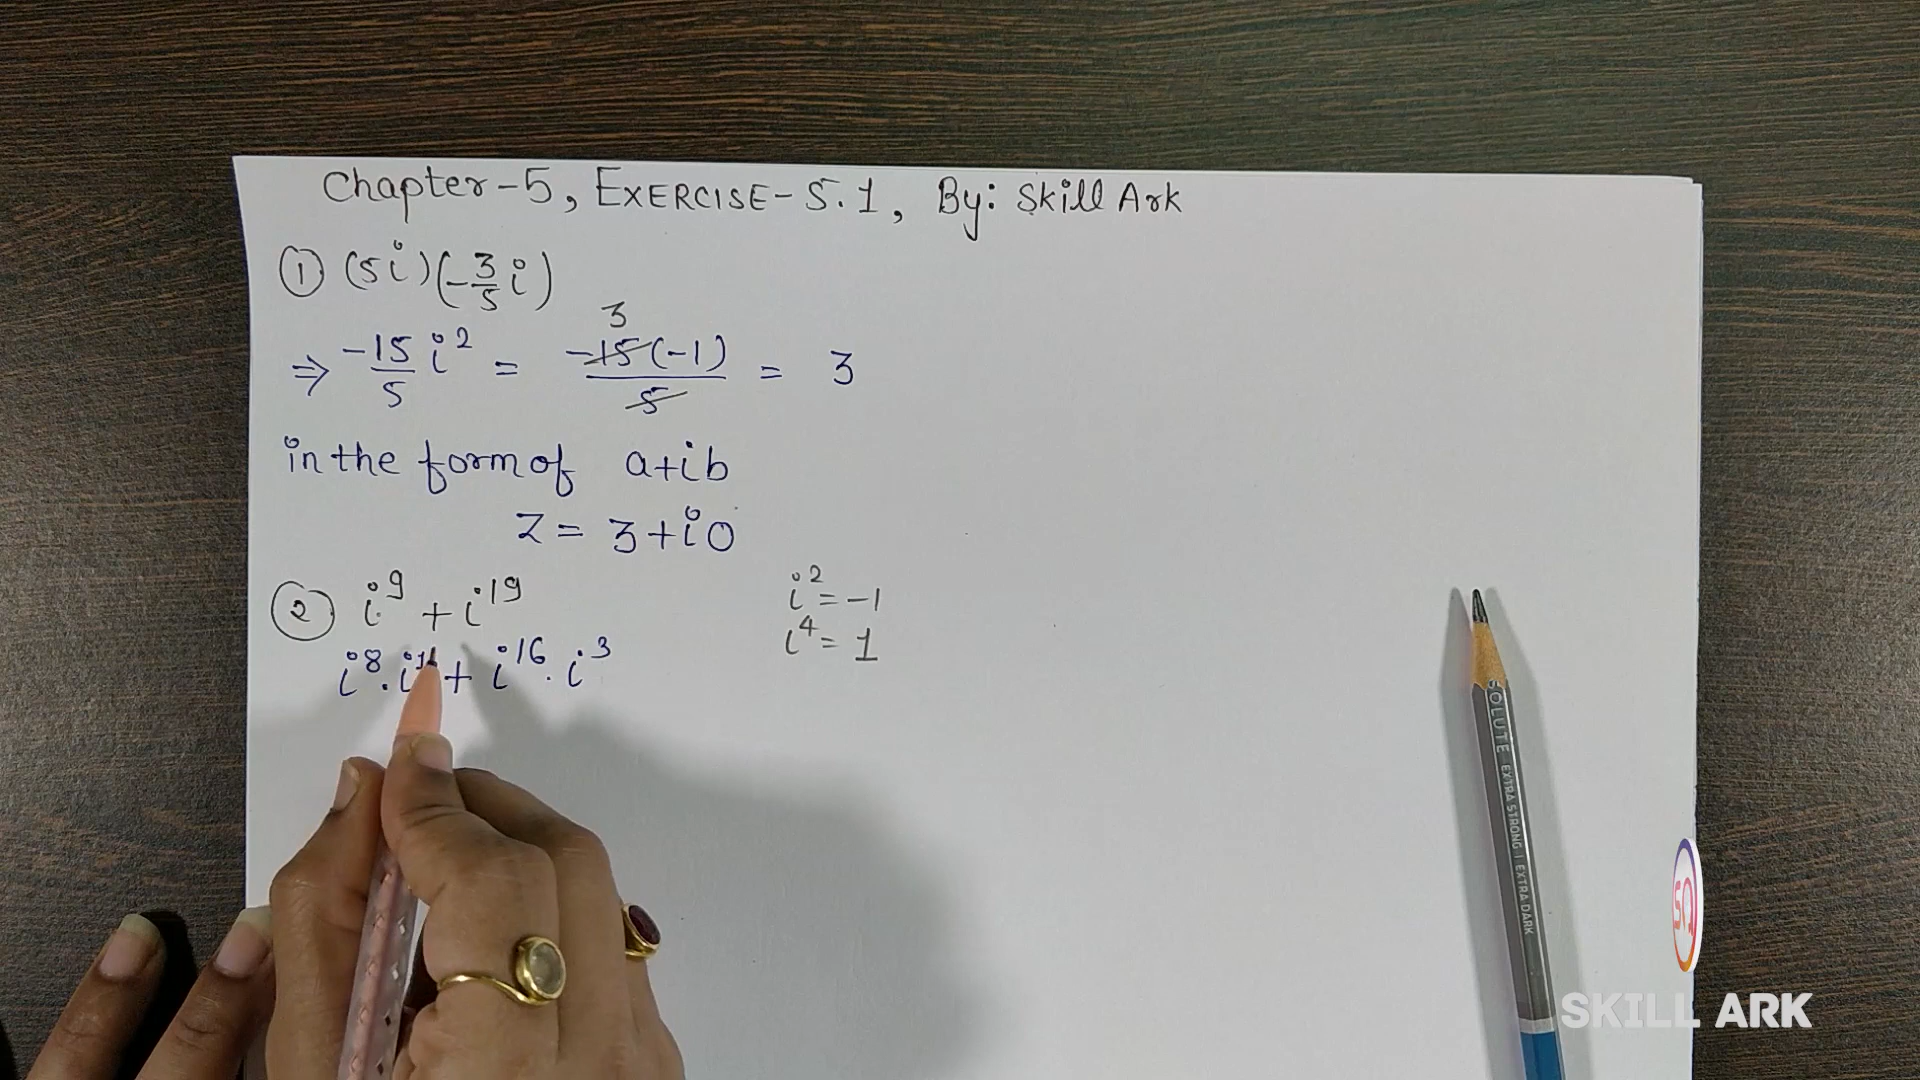 Chapter-5, EXERCISE-5.1, By: Skill Ark
① (5i)(-3/5 i)
3
⇒ -15/5 i² = -15(-1)/5 = 3
in the form of a+ib
z = 3+i0
② i⁹ + i¹⁹
i² = -1
i⁴ = 1
i⁸. i¹ + i¹⁶. i³
SOLUTE EXTRA STRONG | EXTRA DARK
SKILL ARK